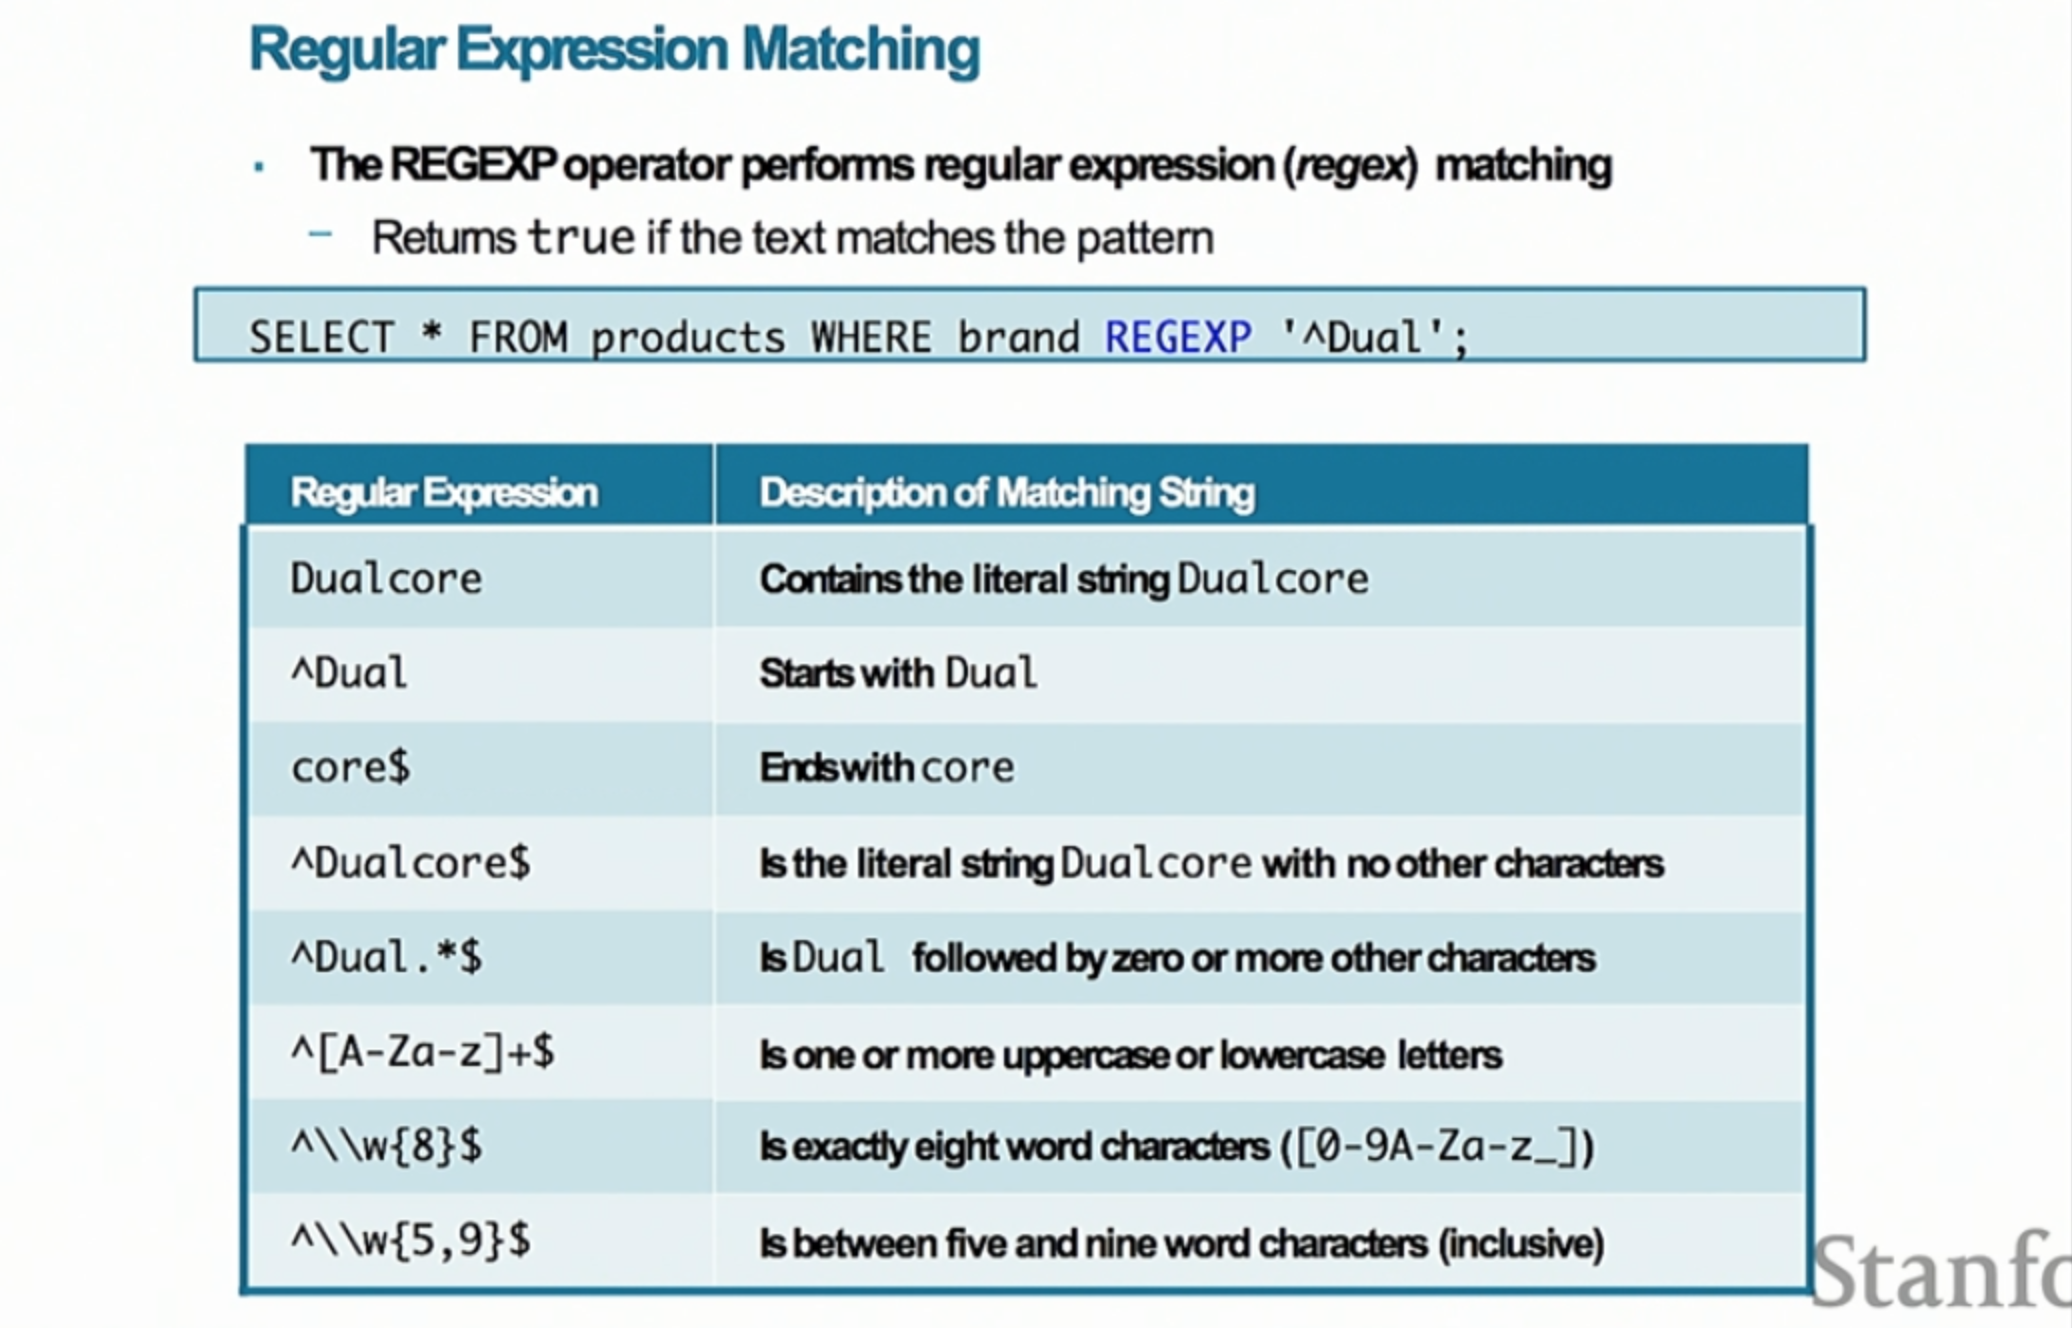 Regular Expression Matching
· The REGEXP operator performs regular expression (regex) matching
– Returns true if the text matches the pattern
SELECT * FROM products WHERE brand REGEXP '^Dual';
Regular Expression Description of Matching String
Dualcore Contains the literal string Dualcore
^Dual Starts with Dual
core$ Ends with core
^Dualcore$ Is the literal string Dualcore with no other characters
^Dual.*$ Is Dual followed by zero or more other characters
^[A-Za-z]+$ Is one or more uppercase or lowercase letters
^\\w{8}$ Is exactly eight word characters ([0-9A-Za-z_])
^\\w{5,9}$ Is between five and nine word characters (inclusive)
Stanfo